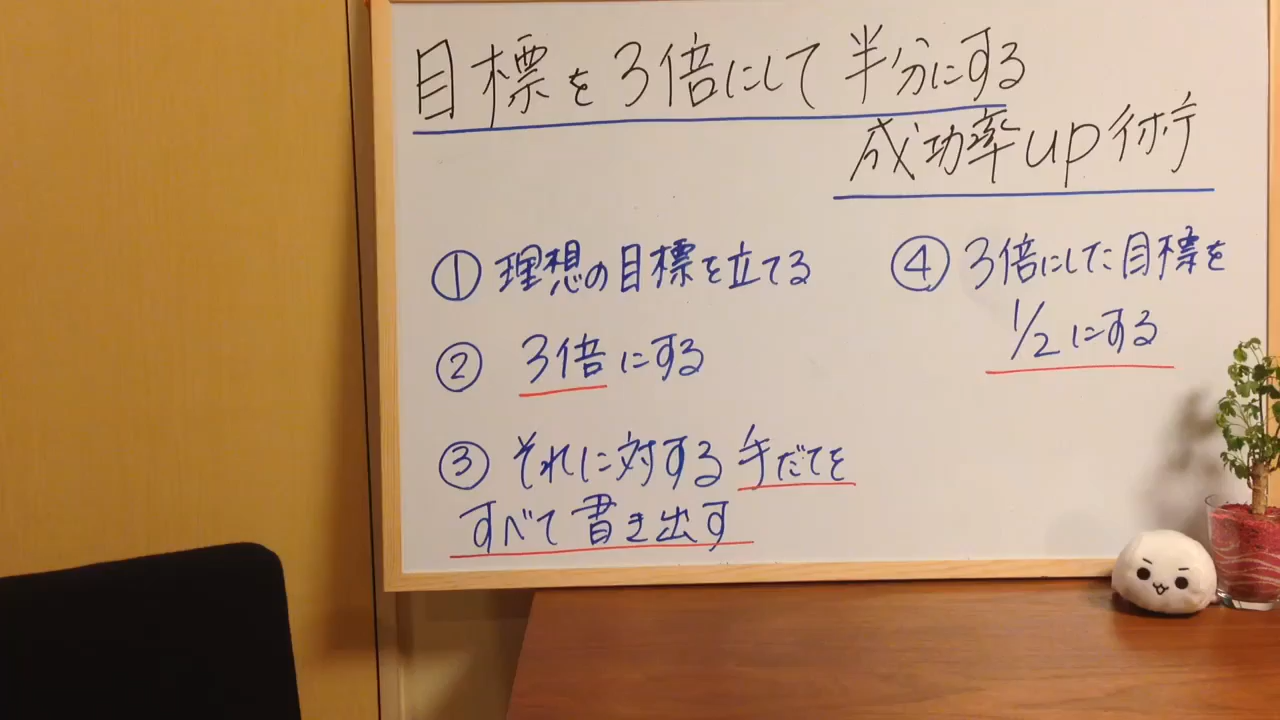 目標を3倍にして半分にする
成功率up術
①理想の目標を立てる
② 3倍にする
③ それに対する手だてを
すべて書き出す
④ 3倍にした目標を
1/2にする